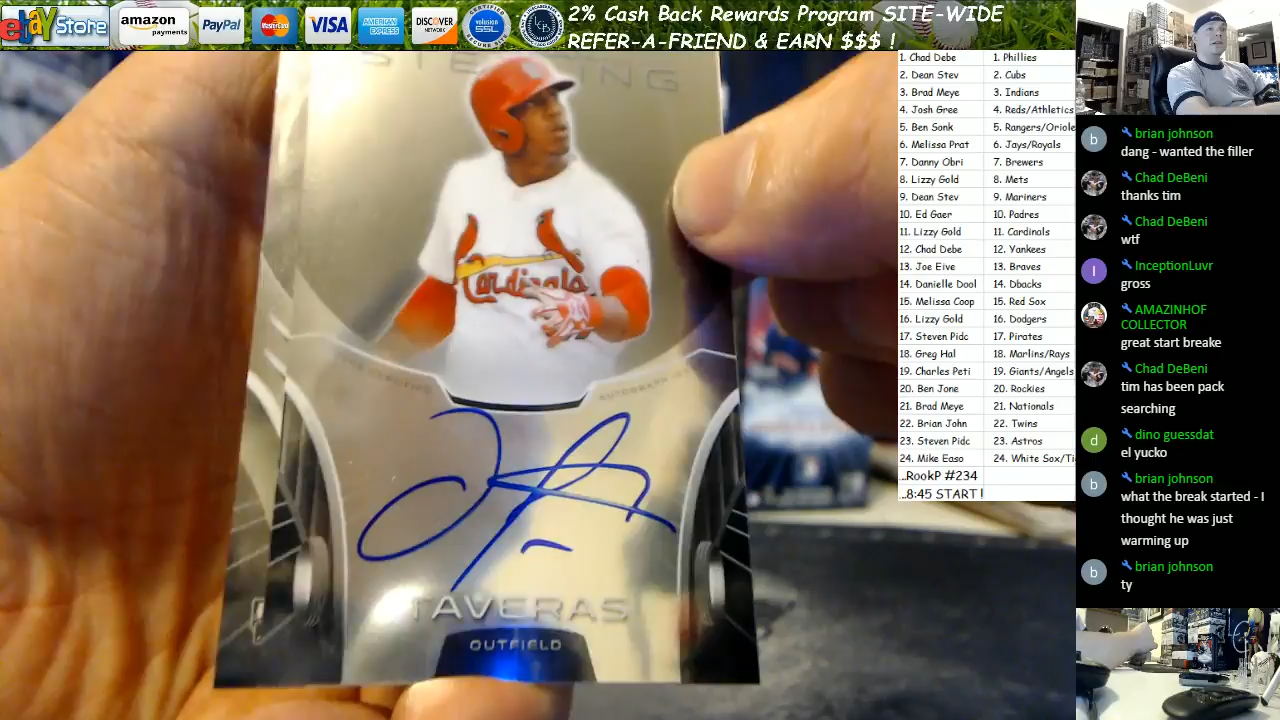 ebay Store
amazon
payments
PayPal
MasterCard
VISA
AMERICAN
EXPRESS
DISCOVER
NETWORK
CERTIFIED
volusion
SSL
2% Cash Back Rewards Program SITE-WIDE
REFER-A-FRIEND & EARN $$$ !
STERLING
Cardinals
TAVERAS
OUTFIELD
1. Chad Debe 1. Phillies
2. Dean Stev 2. Cubs
3. Brad Meye 3. Indians
4. Josh Gree 4. Reds/Athletics
5. Ben Sonk 5. Rangers/Oriole
6. Melissa Prat 6. Jays/Royals
7. Danny Obri 7. Brewers
8. Lizzy Gold 8. Mets
9. Dean Stev 9. Mariners
10. Ed Gaer 10. Padres
11. Lizzy Gold 11. Cardinals
12. Chad Debe 12. Yankees
13. Joe Eive 13. Braves
14. Danielle Dool 14. Dbacks
15. Melissa Coop 15. Red Sox
16. Lizzy Gold 16. Dodgers
17. Steven Pidc 17. Pirates
18. Greg Hal 18. Marlins/Rays
19. Charles Peti 19. Giants/Angels
20. Ben Jone 20. Rockies
21. Brad Meye 21. Nationals
22. Brian John 22. Twins
23. Steven Pidc 23. Astros
24. Mike Easo 24. White Sox/Ti
...RookP #234
...8:45 START !
b brian johnson
dang - wanted the filler
Chad DeBeni
thanks tim
Chad DeBeni
wtf
I InceptionLuvr
gross
AMAZINHOF
COLLECTOR
great start breake
Chad DeBeni
tim has been pack
searching
d dino guessdat
el yucko
b brian johnson
what the break started - I
thought he was just
warming up
b brian johnson
ty